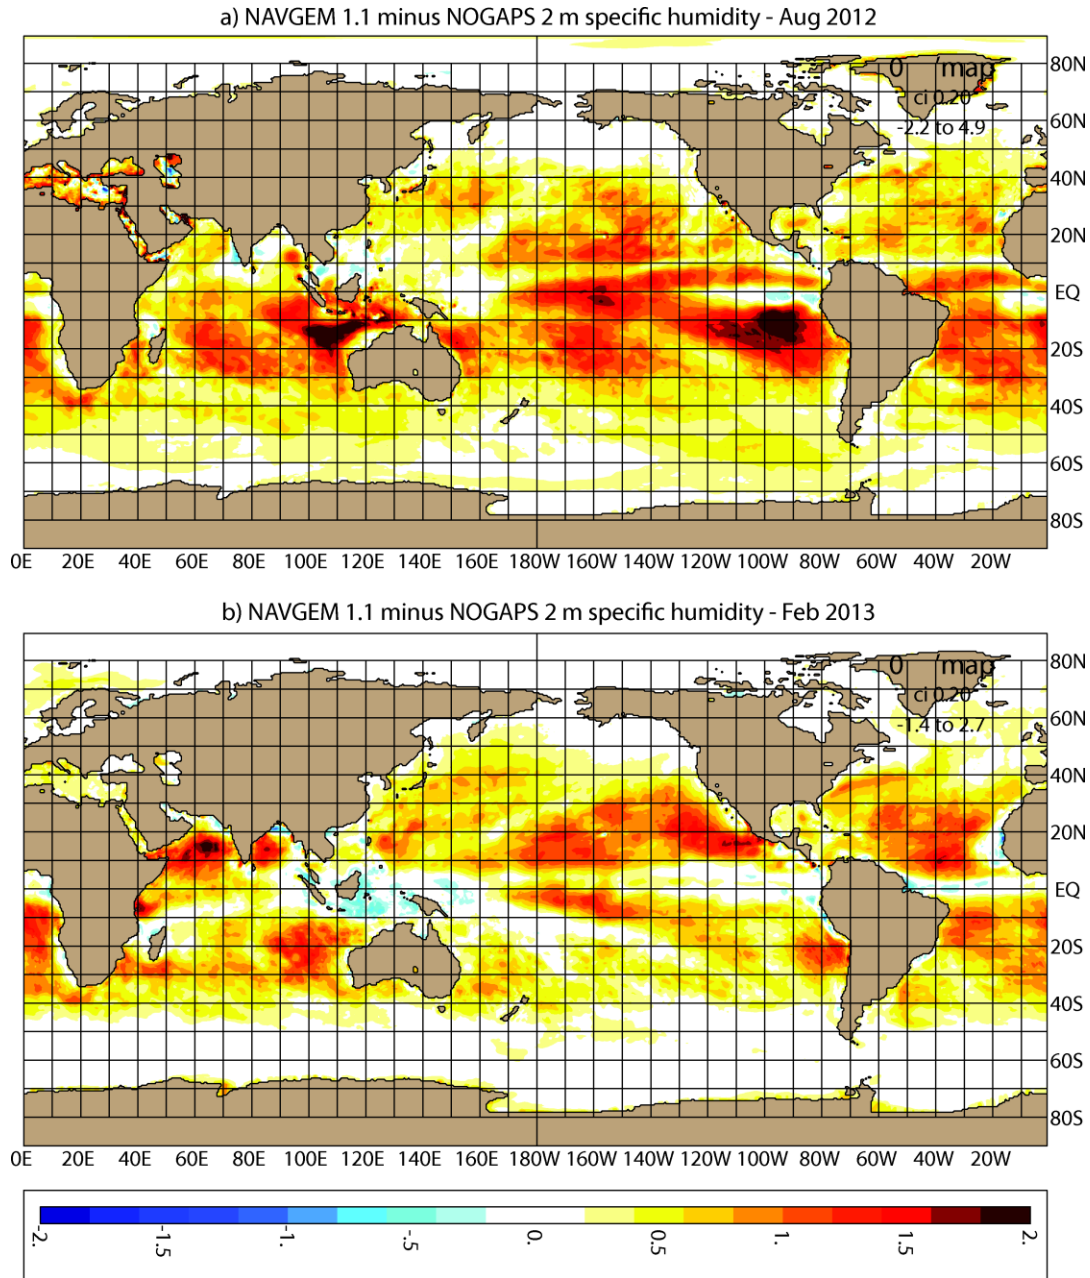 a) NAVGEM 1.1 minus NOGAPS 2 m specific humidity - Aug 2012
0 'map
ci 0.20
-2.2 to 4.9
80N
60N
40N
20N
EQ
20S
40S
60S
80S
0E 20E 40E 60E 80E 100E 120E 140E 160E 180W 160W 140W 120W 100W 80W 60W 40W 20W
b) NAVGEM 1.1 minus NOGAPS 2 m specific humidity - Feb 2013
0 'map
ci 0.20
-1.4 to 2.7
80N
60N
40N
20N
EQ
20S
40S
60S
80S
0E 20E 40E 60E 80E 100E 120E 140E 160E 180W 160W 140W 120W 100W 80W 60W 40W 20W
-2. -1.5 -1. -.5 0. 0.5 1. 1.5 2.